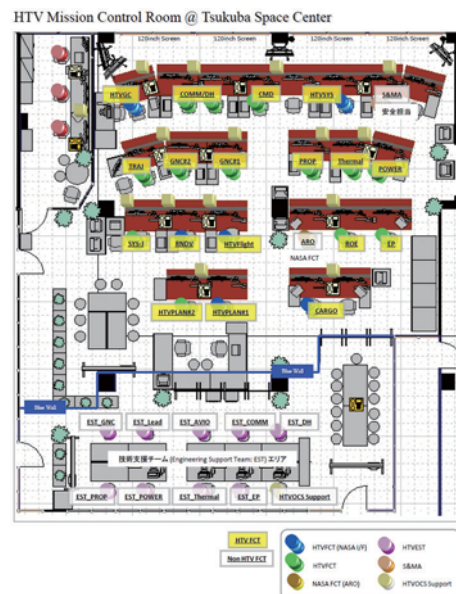 HTV Mission Control Room @ Tsukuba Space Center
120inch Screen 120inch Screen 120inch Screen 120inch Screen
HTVGC COMM/DH CMD HTVSYS S&MA
安全担当
TRAJ GNCR2 GNCR1 PROP Thermal POWER
SYS-J RNDV HTVFlight ARO ROE EP
NASA FCT
HTVPLANR2 HTVPLANR1 CARGO
Blue Wall
Blue Wall
EST_GNC EST_Lead EST_AVIO EST_COMM EST_DH
技術支援チーム (Engineering Support Team: EST) エリア
EST_PROP EST_POWER EST_Thermal EST_EP HTVOCS Support
HTV FCT
Non HTV FCT
HTVFCT (NASA I/F) HTVEST
HTVFCT S&MA
NASA FCT (ARO) HTVOCS Support